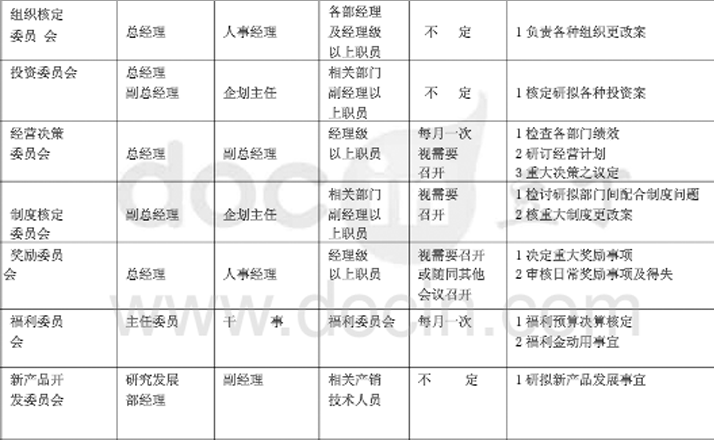 组织核定
委员 会
总经理
人事经理
各部经理
及经理级
以上职员
不 定
1 负责各种组织更改案
投资委员会
总经理
副总经理
企划主任
相关部门
副经理以
上职员
不 定
1 核定研拟各种投资案
经营决策
委员会
总经理
副总经理
经理级
以上职员
每月一次
视需要
召开
1 检查各部门绩效
2 研订经营计划
3 重大决策之议定
制度核定
委员会
副总经理
企划主任
相关部门
副经理以
上职员
视需要
召开
1 检讨研拟部门间配合制度问题
2 核重大制度更改案
奖励委员
会
总经理
人事经理
经理级
以上职员
视需要召开
或随同其他
会议召开
1 决定重大奖励事项
2 审核日常奖励事项及得失
福利委员
会
主任委员
干 事
福利委员会
每月一次
1 福利预算决算核定
2 福利金动用事宜
新产品开
发委员会
研究发展
部经理
副经理
相关产销
技术人员
不 定
1 研拟新产品发展事宜
www.docin.com